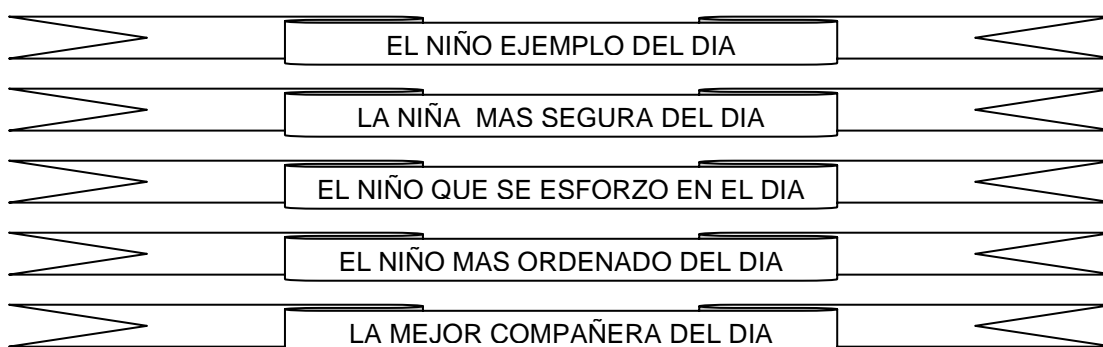 EL NIÑO EJEMPLO DEL DIA
LA NIÑA  MAS SEGURA DEL DIA
EL NIÑO QUE SE ESFORZO EN EL DIA
EL NIÑO MAS ORDENADO DEL DIA
LA MEJOR COMPAÑERA DEL DIA